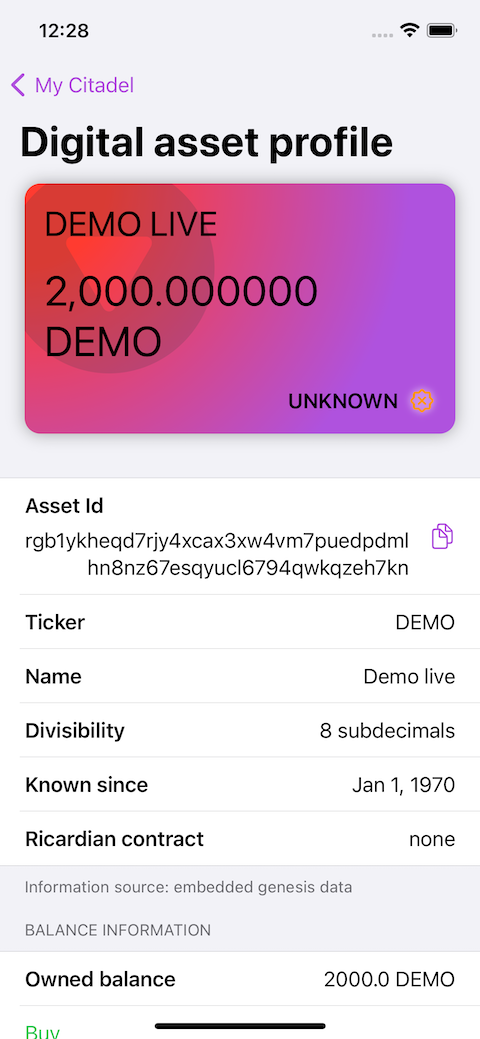 12:28
My Citadel
Digital asset profile
DEMO LIVE
2,000.000000
DEMO
UNKNOWN
Asset Id
rgb1ykheqd7rjy4xcax3xw4vm7puedpdml
hn8nz67esqyucl6794qwkqzeh7kn
Ticker DEMO
Name Demo live
Divisibility 8 subdecimals
Known since Jan 1, 1970
Ricardian contract none
Information source: embedded genesis data
BALANCE INFORMATION
Owned balance 2000.0 DEMO
Buy